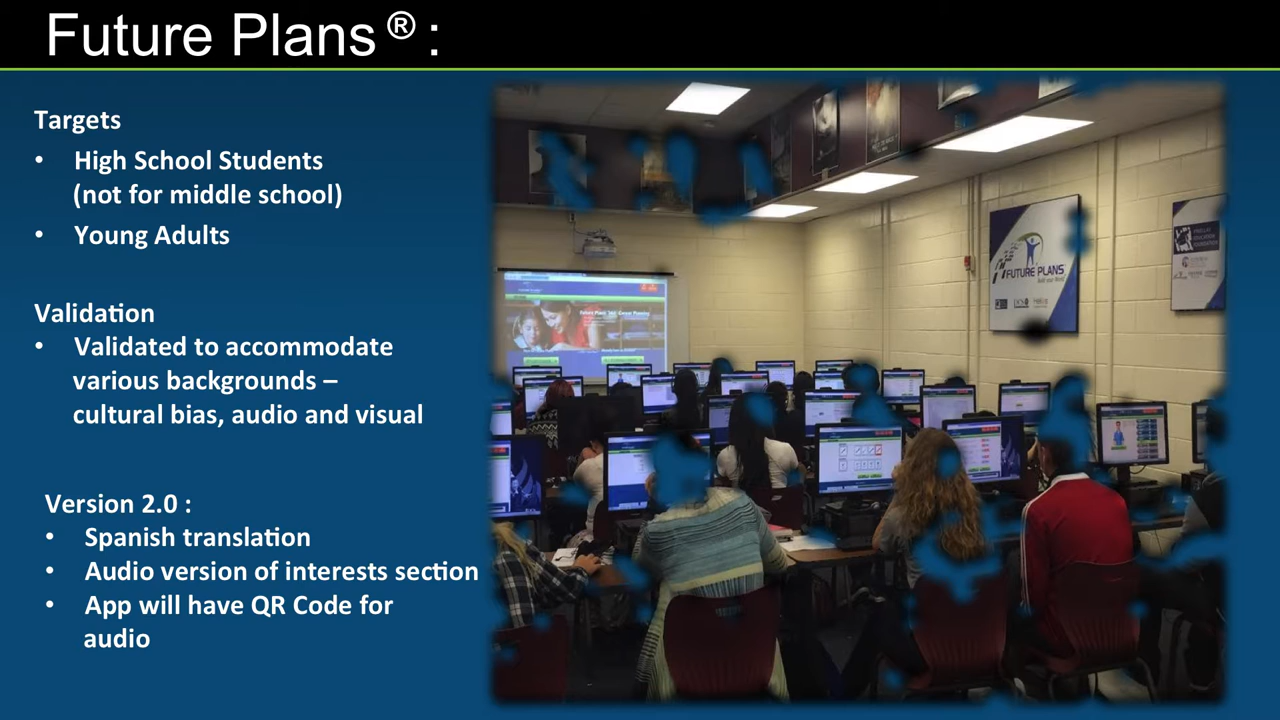 Future Plans® :
Targets
• High School Students
(not for middle school)
• Young Adults
Validation
• Validated to accommodate
various backgrounds –
cultural bias, audio and visual
Version 2.0 :
• Spanish translation
• Audio version of interests section
• App will have QR Code for
audio
FUTURE PLANS